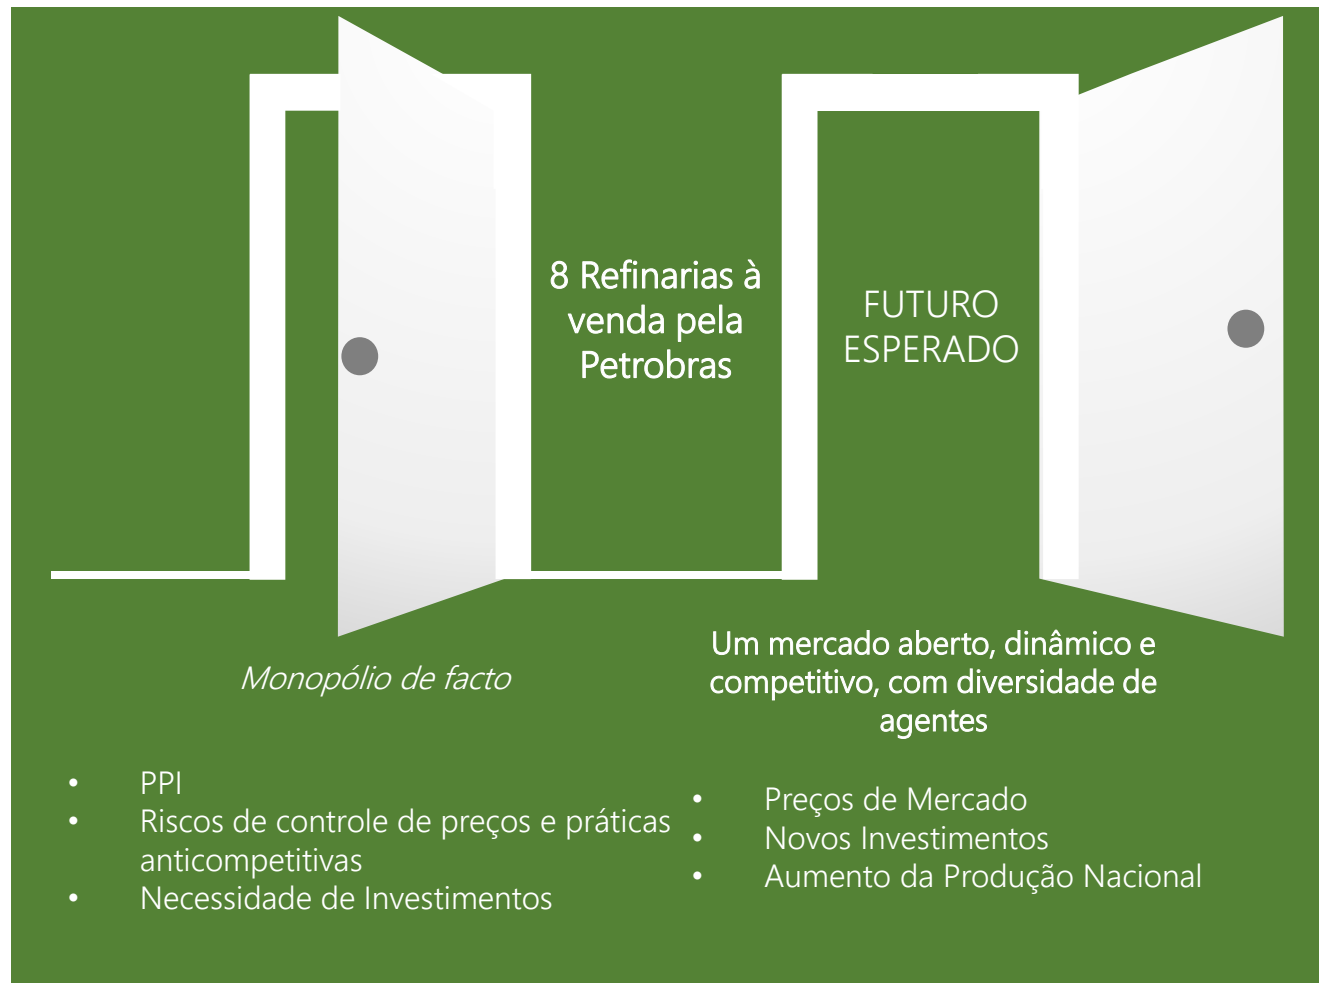 8 Refinarias à
venda pela
Petrobras
FUTURO
ESPERADO
Monopólio de facto
• PPI
• Riscos de controle de preços e práticas
anticompetitivas
• Necessidade de Investimentos
Um mercado aberto, dinâmico e
competitivo, com diversidade de
agentes
• Preços de Mercado
• Novos Investimentos
• Aumento da Produção Nacional